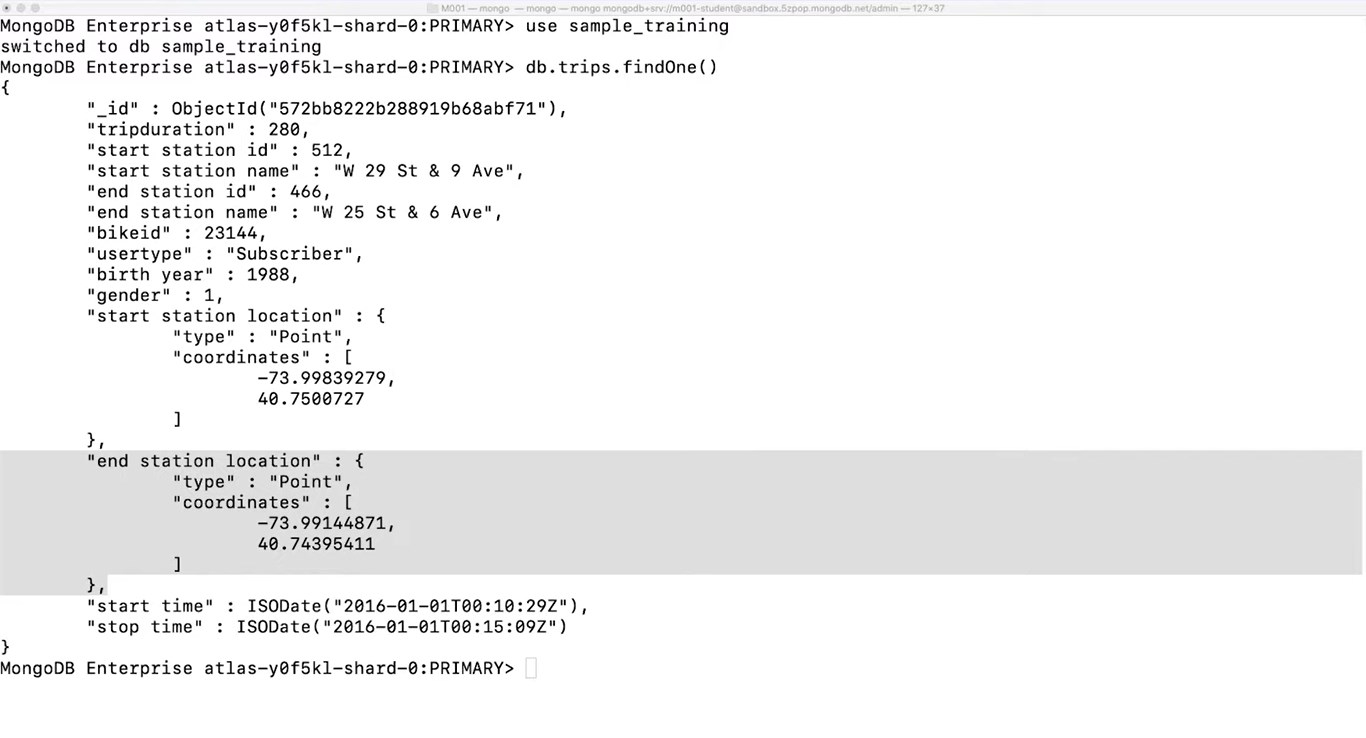 M001 — mongo — mongo — mongo mongodb+srv://m001-student@sandbox.5zpop.mongodb.net/admin — 127×37
MongoDB Enterprise atlas-y0f5kl-shard-0:PRIMARY> use sample_training
switched to db sample_training
MongoDB Enterprise atlas-y0f5kl-shard-0:PRIMARY> db.trips.findOne()
{
        "_id" : ObjectId("572bb8222b288919b68abf71"),
        "tripduration" : 280,
        "start station id" : 512,
        "start station name" : "W 29 St & 9 Ave",
        "end station id" : 466,
        "end station name" : "W 25 St & 6 Ave",
        "bikeid" : 23144,
        "usertype" : "Subscriber",
        "birth year" : 1988,
        "gender" : 1,
        "start station location" : {
                "type" : "Point",
                "coordinates" : [
                        -73.99839279,
                        40.7500727
                ]
        },
        "end station location" : {
                "type" : "Point",
                "coordinates" : [
                        -73.99144871,
                        40.74395411
                ]
        },
        "start time" : ISODate("2016-01-01T00:10:29Z"),
        "stop time" : ISODate("2016-01-01T00:15:09Z")
}
MongoDB Enterprise atlas-y0f5kl-shard-0:PRIMARY>